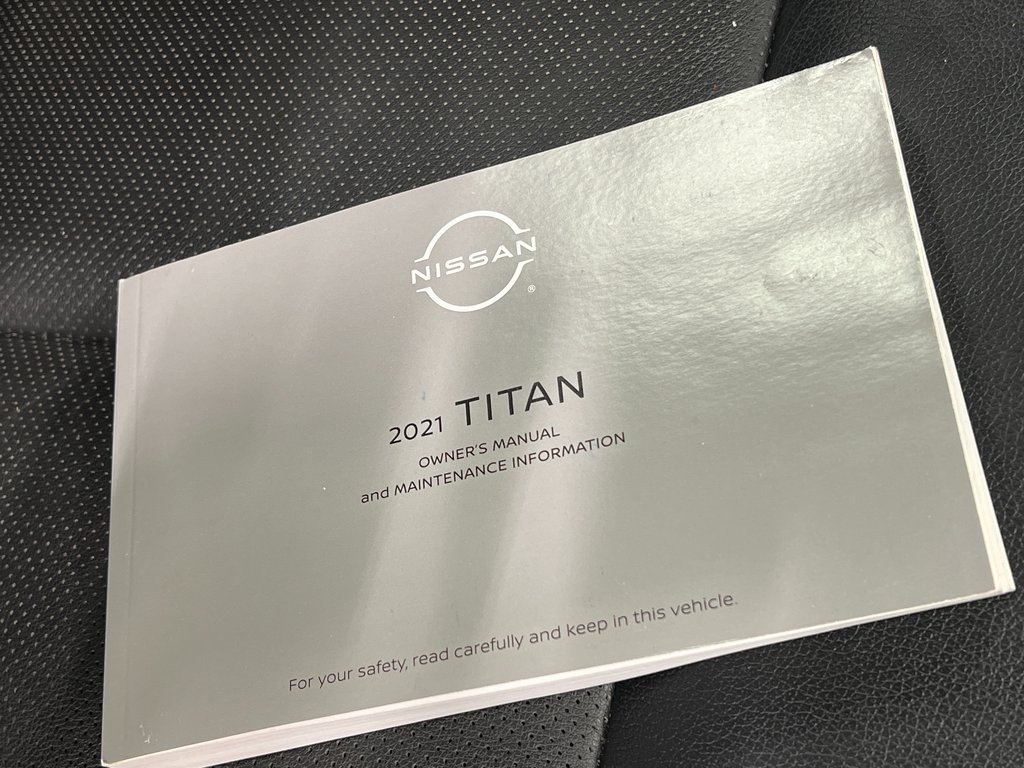 NISSAN
®
2021 TITAN
OWNER'S MANUAL
and MAINTENANCE INFORMATION
For your safety, read carefully and keep in this vehicle.